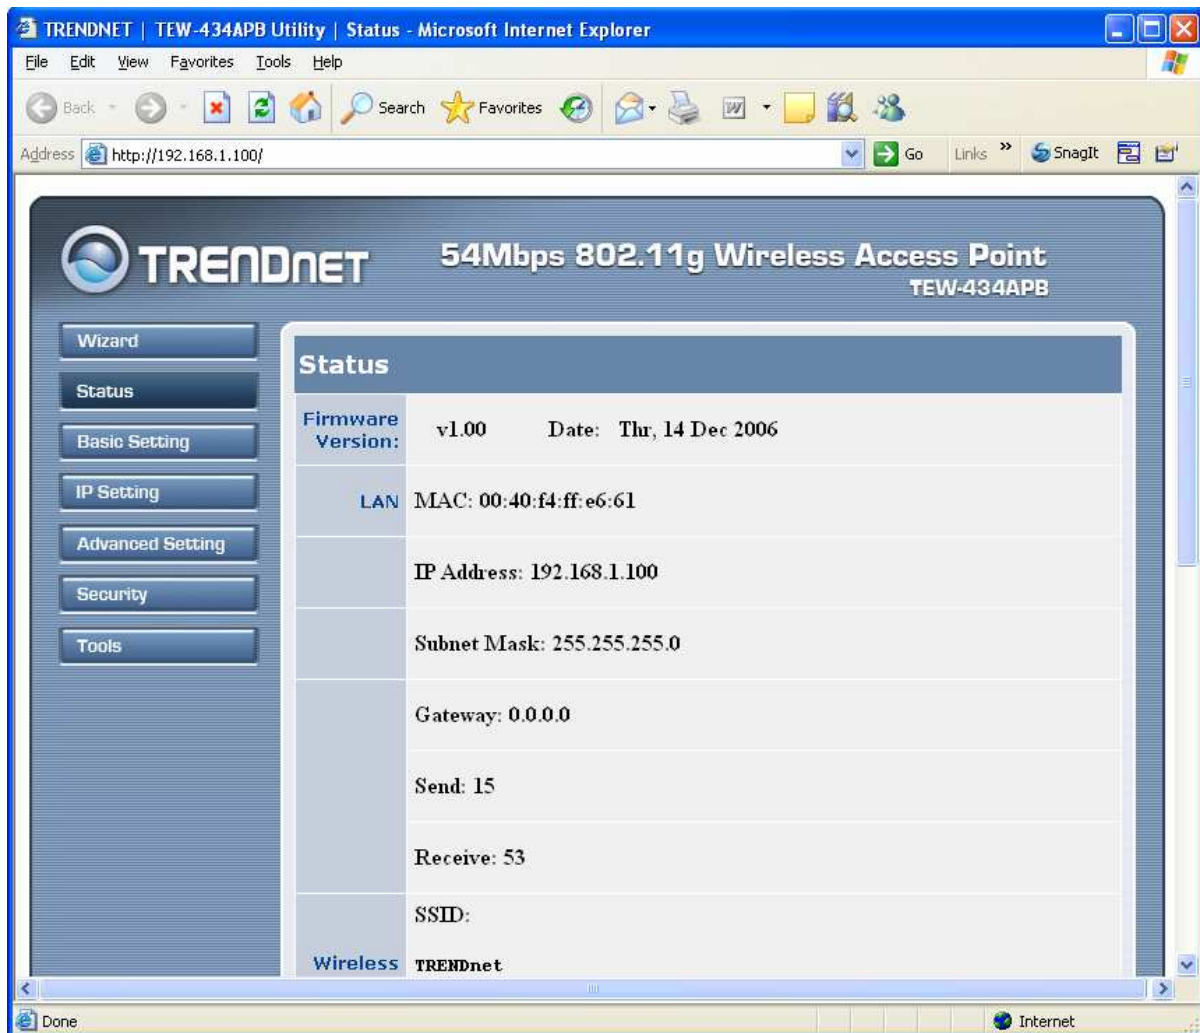 TRENDNET | TEW-434APB Utility | Status - Microsoft Internet Explorer
File Edit View Favorites Tools Help
Back Search Favorites
Address http://192.168.1.100/ Go Links » SnagIt
TRENDNET 54Mbps 802.11g Wireless Access Point
TEW-434APB
Wizard
Status
Basic Setting
IP Setting
Advanced Setting
Security
Tools
Status
Firmware Version: v1.00 Date: Thr, 14 Dec 2006
LAN MAC: 00:40:f4:ff:e6:61
IP Address: 192.168.1.100
Subnet Mask: 255.255.255.0
Gateway: 0.0.0.0
Send: 15
Receive: 53
SSID:
Wireless TRENDnet
Done Internet